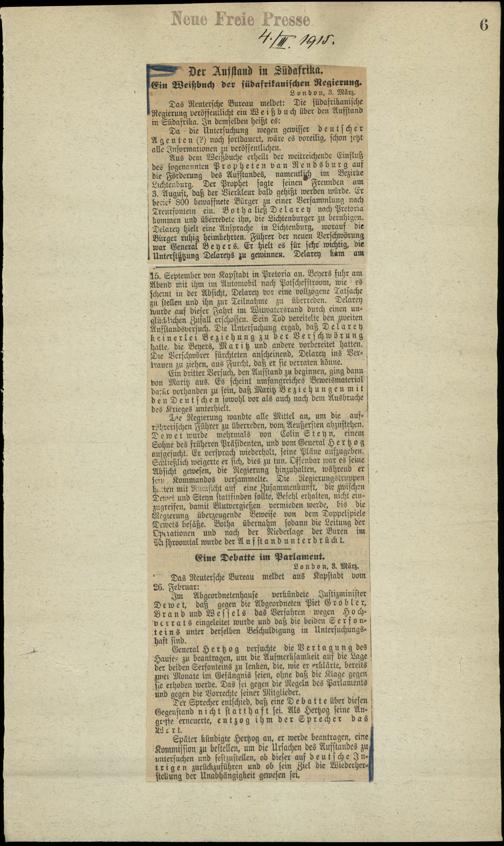 Neue Freie Presse
6
4./III. 1915.
Der Aufstand in Südafrika.
Ein Weißbuch der südafrikanischen Regierung.
London, 3. März.
Das Reutersche Bureau meldet: Die südafrikanische
Regierung veröffentlicht ein Weißbuch über den Aufstand
in Südafrika. In demselben heißt es:
Da die Untersuchung wegen gewisser deutscher
Agenten (?) noch fortdauert, wäre es voreilig, schon jetzt
alle Informationen zu veröffentlichen.
Aus dem Weißbuche erhellt der weitreichende Einfluß
des sogenannten Propheten van Rensburg auf
die Förderung des Aufstandes, namentlich im Bezirke
Lichtenburg. Der Prophet sagte seinen Freunden am
3. August, daß der Vierkleur bald gehißt werden würde. Er
berief 800 bewaffnete Bürger zu einer Versammlung nach
Treurfontein ein. Botha ließ Delarey nach Pretoria
kommen und überredete ihn, die Lichtenburger zu beruhigen.
Delarey hielt eine Ansprache in Lichtenburg, worauf die
Bürger ruhig heimkehrten. Führer der neuen Verschwörung
war General Beyers. Er hielt es für sehr wichtig, die
Unterstützung Delareys zu gewinnen. Delarey kam am
15. September von Kapstadt in Pretoria an. Beyers fuhr am
Abend mit ihm im Automobil nach Potschefstroom, wie es
scheint in der Absicht, Delarey vor eine vollzogene Tatsache
zu stellen und ihn zur Teilnahme zu überreden. Delarey
wurde auf dieser Fahrt im Witwatersrand durch einen un-
glücklichen Zufall erschossen. Sein Tod vereitelte den zweiten
Aufstandsversuch. Die Untersuchung ergab, daß Delarey
keinerlei Beziehung zu der Verschwörung
hatte, die Beyers, Maritz und andere vorbereitet hatten.
Die Verschwörer fürchteten anscheinend, Delarey ins Ver-
trauen zu ziehen, aus Furcht, daß er sie verraten könne.
Ein dritter Versuch, den Aufstand zu beginnen, ging dann
von Maritz aus. Es scheint umfangreiches Beweismaterial
dafür vorhanden zu sein, daß Maritz Beziehungen mit
den Deutschen sowohl vor als auch nach dem Ausbruche
des Krieges unterhielt.
Die Regierung wandte alle Mittel an, um die auf-
rührerischen Führer zu überreden, vom Aeußersten abzustehen.
Dewet wurde mehrmals von Colin Steyn, einem
Sohne des früheren Präsidenten, und vom General Hertzog
aufgesucht. Er versprach wiederholt, seine Pläne aufzugeben.
Schließlich weigerte er sich, dies zu tun. Offenbar war es seine
Absicht gewesen, die Regierung hinzuhalten, während er
sein Kommandos versammelte. Die Regierungstruppen
hatten mit Rücksicht auf eine Zusammenkunft, die zwischen
Dewet und Steyn stattfinden sollte, Befehl erhalten, nicht ein-
zugreifen, damit Blutvergießen vermieden werde, bis die
Regierung überzeugende Beweise von dem Doppelspiele
Dewets besäße. Botha übernahm sodann die Leitung der
Operationen und nach der Niederlage der Buren im
wurde der Aufstand unterdrückt.
Eine Debatte im Parlament.
London, 3. März.
Das Reutersche Bureau meldet aus Kapstadt vom
26. Februar:
Im Abgeordnetenhause verkündete Justizminister
Dewet, daß gegen die Abgeordneten Piet Grobler,
Brand und Wessels das Verfahren wegen Hoch-
verrats eingeleitet wurde und daß die beiden Serfon-
teins unter derselben Beschuldigung in Untersuchungs-
haft sind.
General Hertzog versuchte die Vertagung des
Hauses zu beantragen, um die Aufmerksamkeit auf die Lage
der beiden Serfonteins zu lenken, die, wie er erklärte, bereits
zwei Monate im Gefängnis seien, ohne daß die Klage gegen
sie erhoben werde. Das sei gegen die Regeln des Parlaments
und gegen die Vorrechte seiner Mitglieder.
Der Sprecher entschied, daß eine Debatte über diesen
Gegenstand nicht statthaft sei. Als Hertzog seine An-
griffe erneuerte, entzog ihm der Sprecher das
Wort.
Später kündigte Hertzog an, er werde beantragen, eine
Kommission zu bestellen, um die Ursachen des Aufstandes zu
untersuchen und festzustellen, ob dieser auf deutsche In-
trigen zurückzuführen und ob sein Ziel die Wiederher-
stellung der Unabhängigkeit gewesen sei.